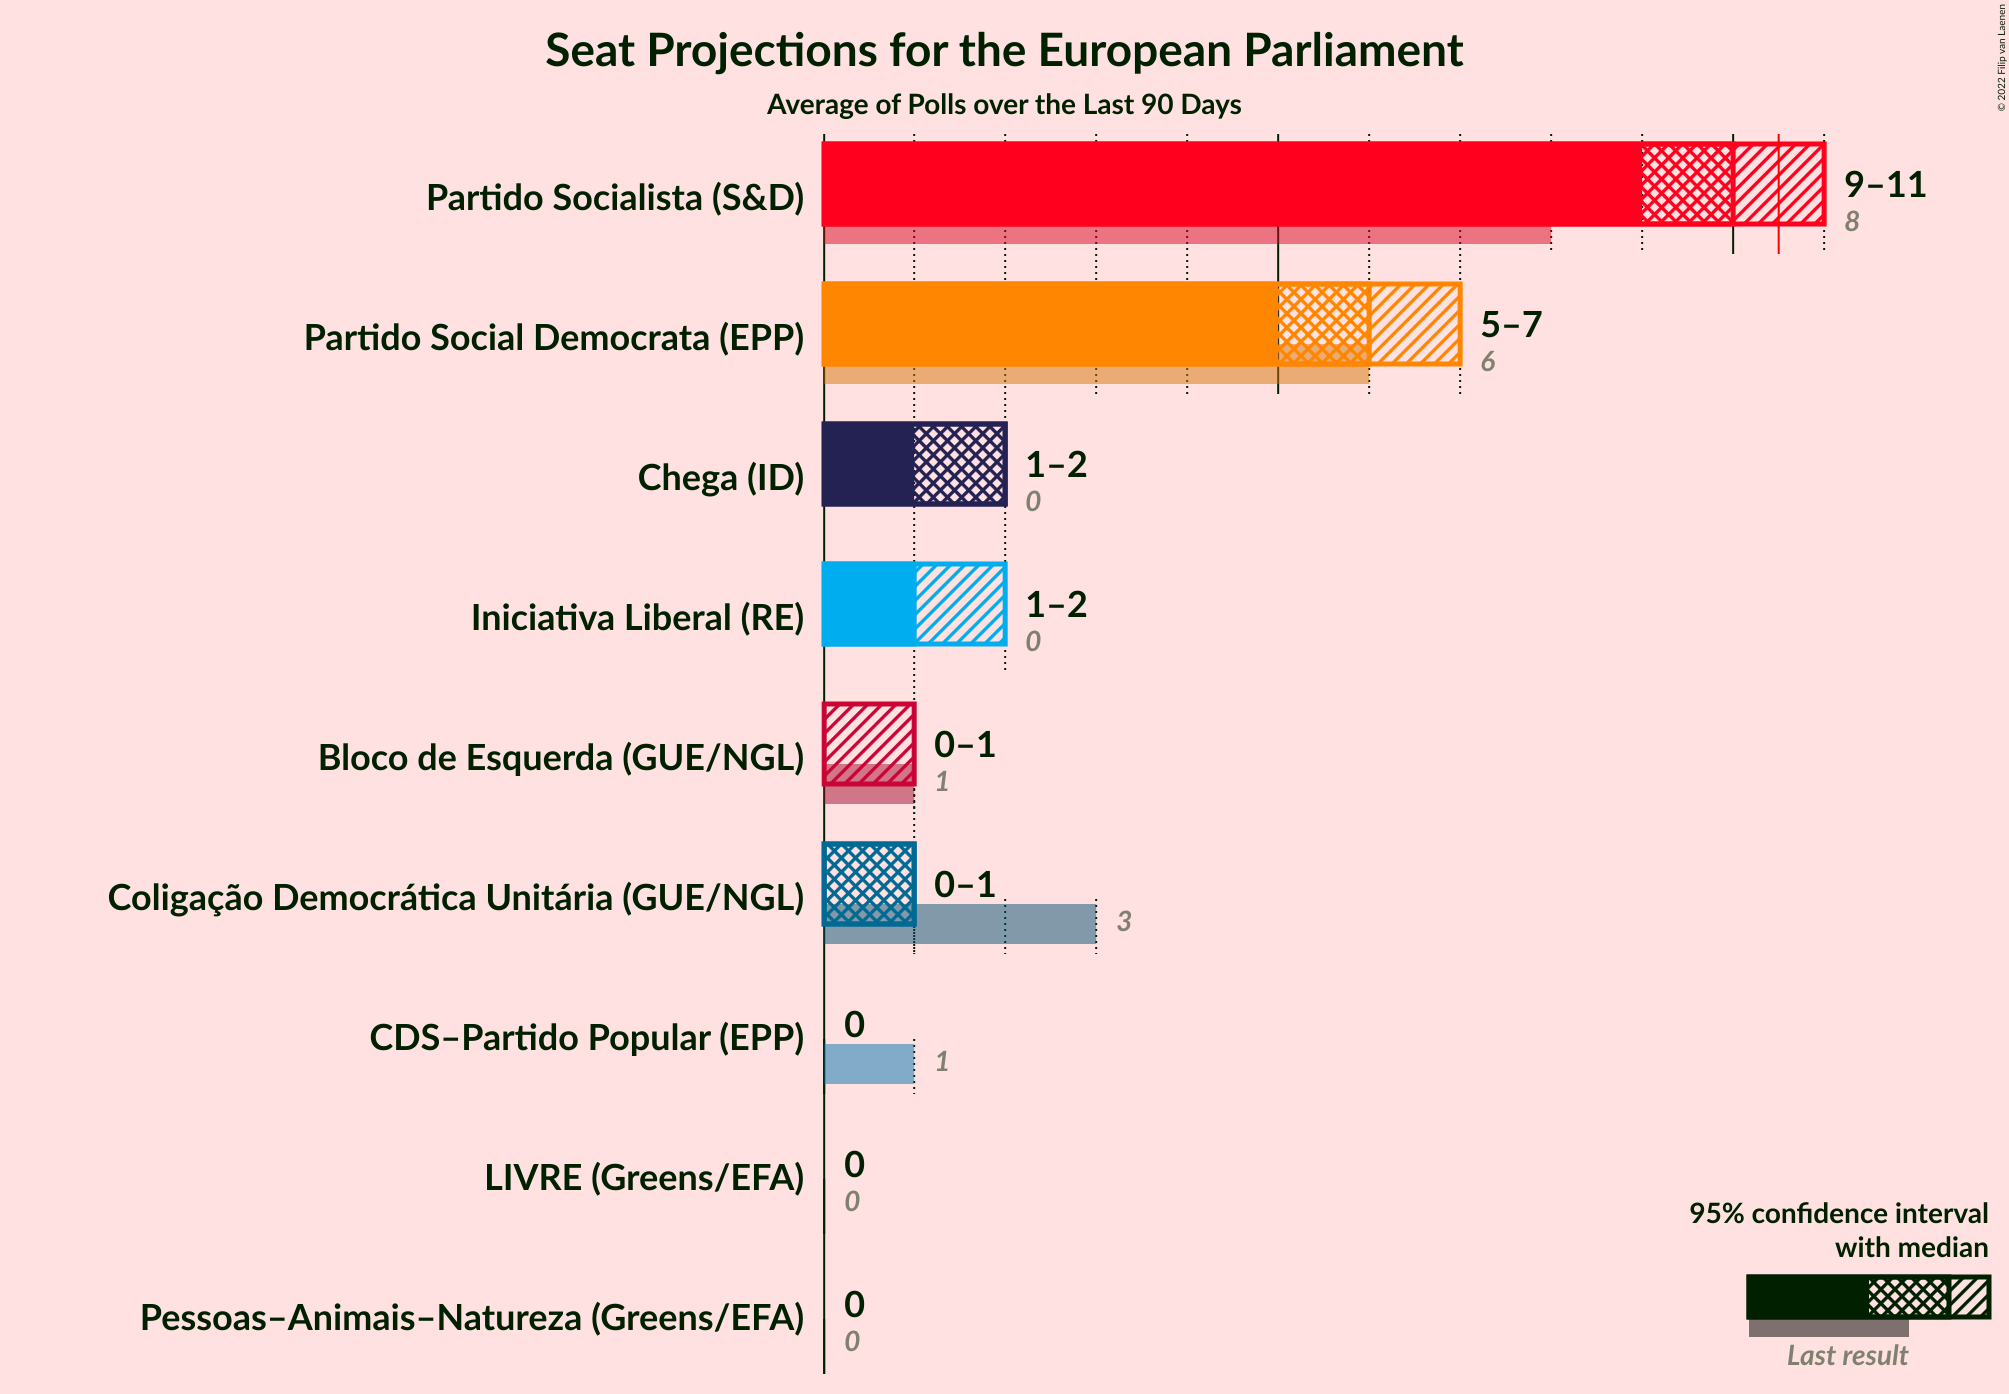 Seat Projections for the European Parliament
Average of Polls over the Last 90 Days
© 2022 Filip van Laenen
Partido Socialista (S&D)
9–11
8
Partido Social Democrata (EPP)
5–7
6
Chega (ID)
1–2
0
Iniciativa Liberal (RE)
1–2
0
Bloco de Esquerda (GUE/NGL)
0–1
1
Coligação Democrática Unitária (GUE/NGL)
0–1
3
CDS–Partido Popular (EPP)
0
1
LIVRE (Greens/EFA)
0
0
Pessoas–Animais–Natureza (Greens/EFA)
0
0
95% confidence interval
with median
Last result